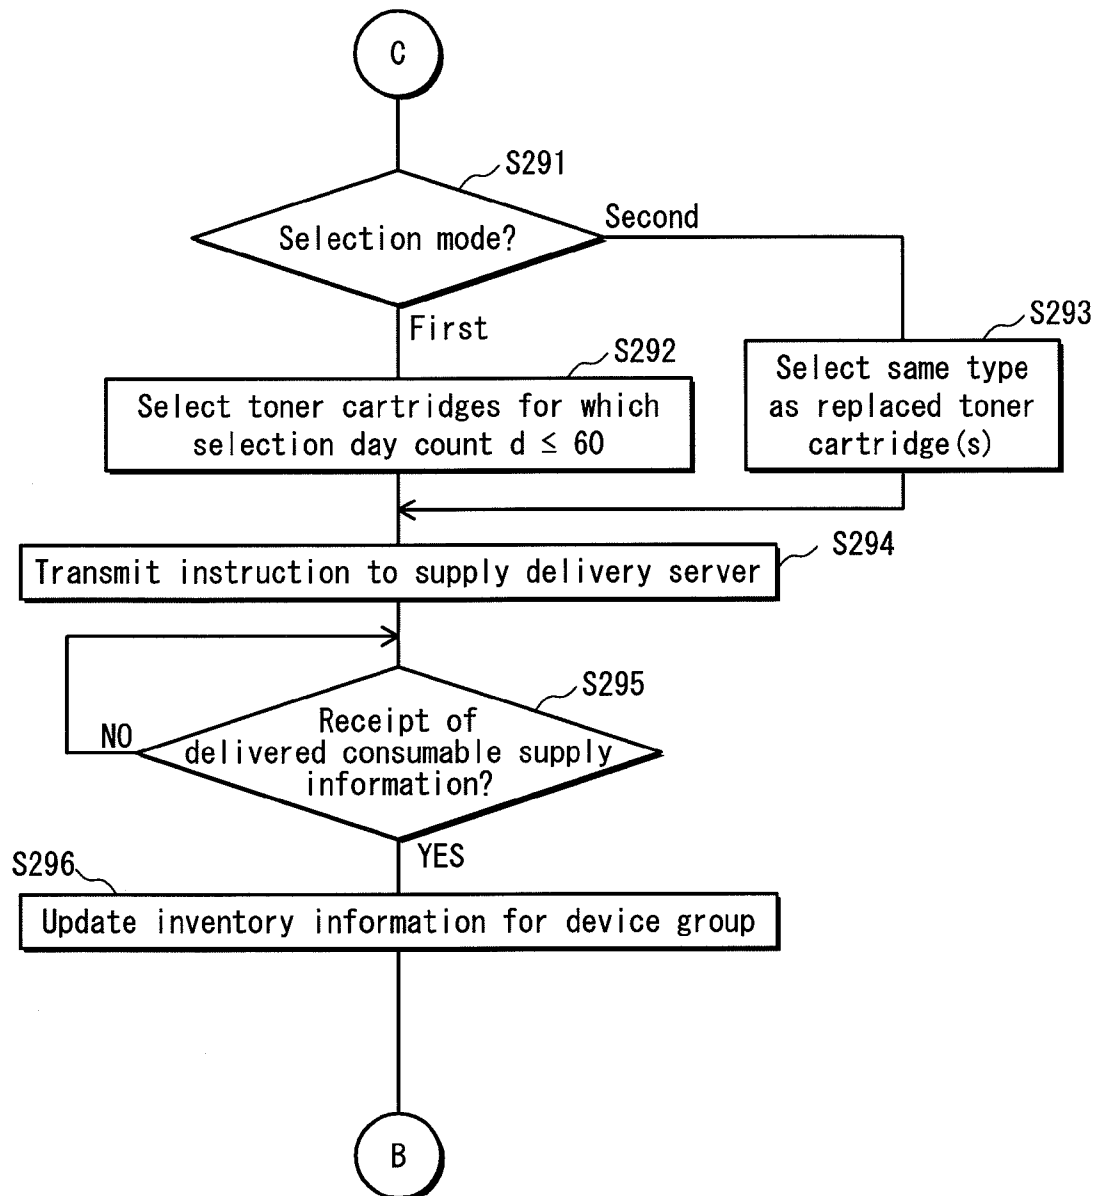 C
S291
Selection mode?
Second
First
S292
Select toner cartridges for which
selection day count d ≤ 60
S293
Select same type
as replaced toner
cartridge(s)
S294
Transmit instruction to supply delivery server
S295
Receipt of
delivered consumable supply
information?
NO
YES
S296
Update inventory information for device group
B